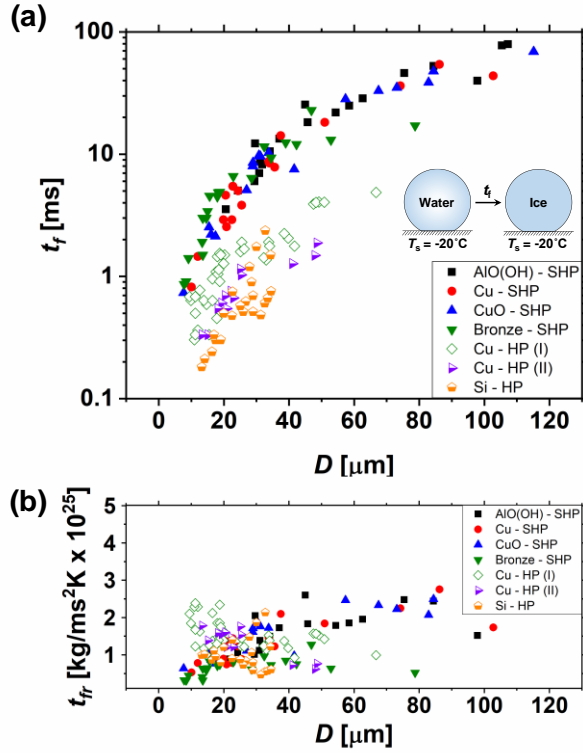 (a)
100
10
1
0.1
t_f [ms]
0 20 40 60 80 100 120
D [μm]
Water
t_f
Ice
T_s = -20°C
T_s = -20°C
AlO(OH) - SHP
Cu - SHP
CuO - SHP
Bronze - SHP
Cu - HP (I)
Cu - HP (II)
Si - HP
(b)
5
4
3
2
1
0
t_fr [kg/ms²K x 10²⁵]
0 20 40 60 80 100 120
D [μm]
AlO(OH) - SHP
Cu - SHP
CuO - SHP
Bronze - SHP
Cu - HP (I)
Cu - HP (II)
Si - HP